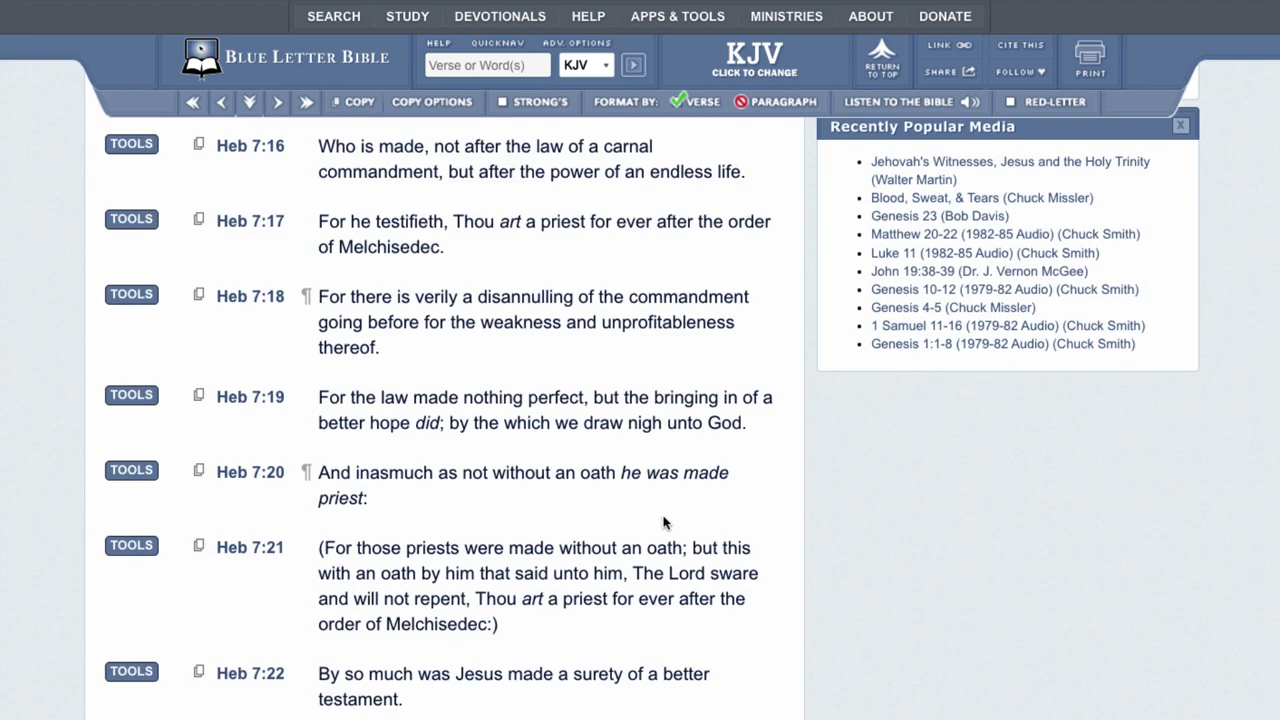 SEARCH STUDY DEVOTIONALS HELP APPS & TOOLS MINISTRIES ABOUT DONATE
BLUE LETTER BIBLE
HELP QUICKNAV ADV. OPTIONS
Verse or Word(s) KJV
KJV
CLICK TO CHANGE
RETURN
TO TOP
LINK CITE THIS
SHARE FOLLOW
PRINT
COPY COPY OPTIONS STRONG'S FORMAT BY: VERSE PARAGRAPH LISTEN TO THE BIBLE RED-LETTER
TOOLS Heb 7:16 Who is made, not after the law of a carnal
commandment, but after the power of an endless life.
TOOLS Heb 7:17 For he testifieth, Thou art a priest for ever after the order
of Melchisedec.
TOOLS Heb 7:18 ¶ For there is verily a disannulling of the commandment
going before for the weakness and unprofitableness
thereof.
TOOLS Heb 7:19 For the law made nothing perfect, but the bringing in of a
better hope did; by the which we draw nigh unto God.
TOOLS Heb 7:20 ¶ And inasmuch as not without an oath he was made
priest:
TOOLS Heb 7:21 (For those priests were made without an oath; but this
with an oath by him that said unto him, The Lord sware
and will not repent, Thou art a priest for ever after the
order of Melchisedec:)
TOOLS Heb 7:22 By so much was Jesus made a surety of a better
testament.
Recently Popular Media X
Jehovah's Witnesses, Jesus and the Holy Trinity
(Walter Martin)
Blood, Sweat, & Tears (Chuck Missler)
Genesis 23 (Bob Davis)
Matthew 20-22 (1982-85 Audio) (Chuck Smith)
Luke 11 (1982-85 Audio) (Chuck Smith)
John 19:38-39 (Dr. J. Vernon McGee)
Genesis 10-12 (1979-82 Audio) (Chuck Smith)
Genesis 4-5 (Chuck Missler)
1 Samuel 11-16 (1979-82 Audio) (Chuck Smith)
Genesis 1:1-8 (1979-82 Audio) (Chuck Smith)